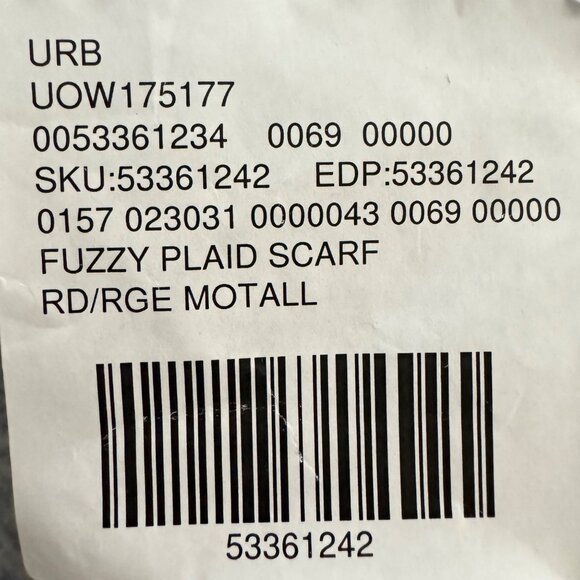 URB
UOW175177
0053361234 0069 00000
SKU:53361242 EDP:53361242
0157 023031 0000043 0069 00000
FUZZY PLAID SCARF
RD/RGE MOTALL
53361242